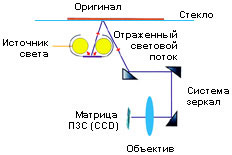 Оригинал
Стекло
Источник
света
Отраженный
световой
поток
Система
зеркал
Матрица
ПЗС (CCD)
Объектив